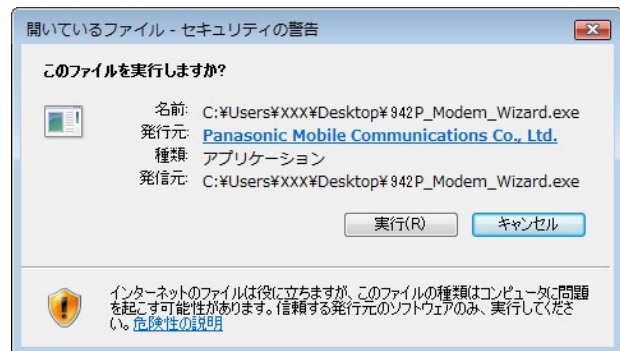 開いているファイル - セキュリティの警告
このファイルを実行しますか?
名前: C:¥Users¥XXX¥Desktop¥942P_Modem_Wizard.exe
発行元: Panasonic Mobile Communications Co., Ltd.
種類: アプリケーション
発信元: C:¥Users¥XXX¥Desktop¥942P_Modem_Wizard.exe
実行(R) キャンセル
インターネットのファイルは役に立ちますが、このファイルの種類はコンピュータに問題
を起こす可能性があります。信頼する発行元のソフトウェアのみ、実行してくださ
い。危険性の説明